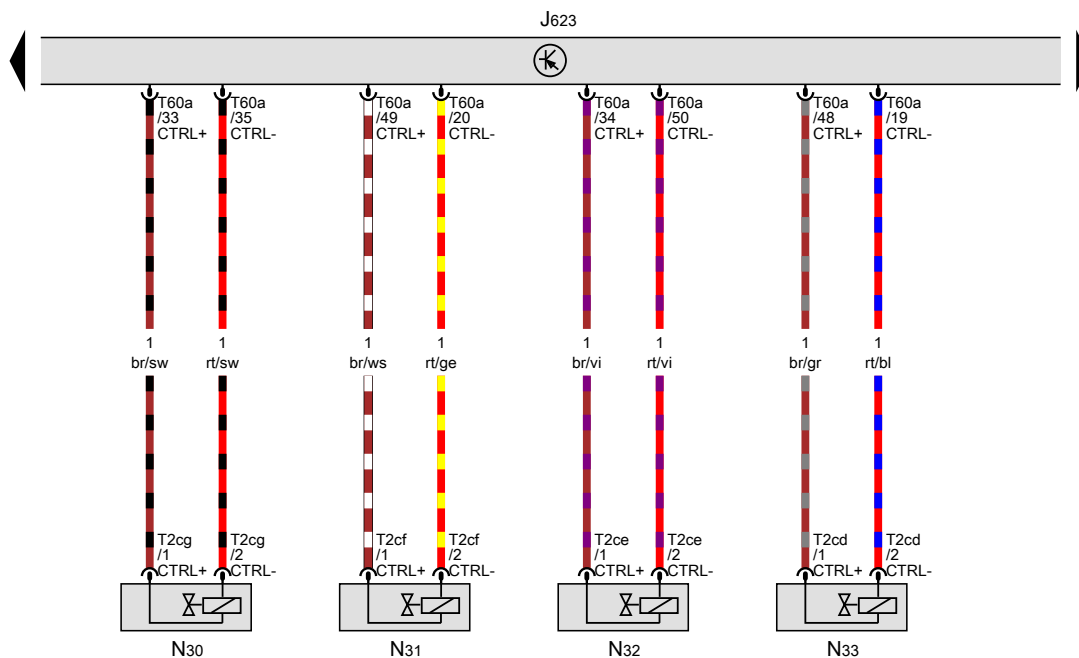 J623
T60a
/33
CTRL+
T60a
/35
CTRL-
T60a
/49
CTRL+
T60a
/20
CTRL-
T60a
/34
CTRL+
T60a
/50
CTRL-
T60a
/48
CTRL+
T60a
/19
CTRL-
1
br/sw
1
rt/sw
1
br/ws
1
rt/ge
1
br/vi
1
rt/vi
1
br/gr
1
rt/bl
T2cg
/1
CTRL+
T2cg
/2
CTRL-
T2cf
/1
CTRL+
T2cf
/2
CTRL-
T2ce
/1
CTRL+
T2ce
/2
CTRL-
T2cd
/1
CTRL+
T2cd
/2
CTRL-
N30
N31
N32
N33